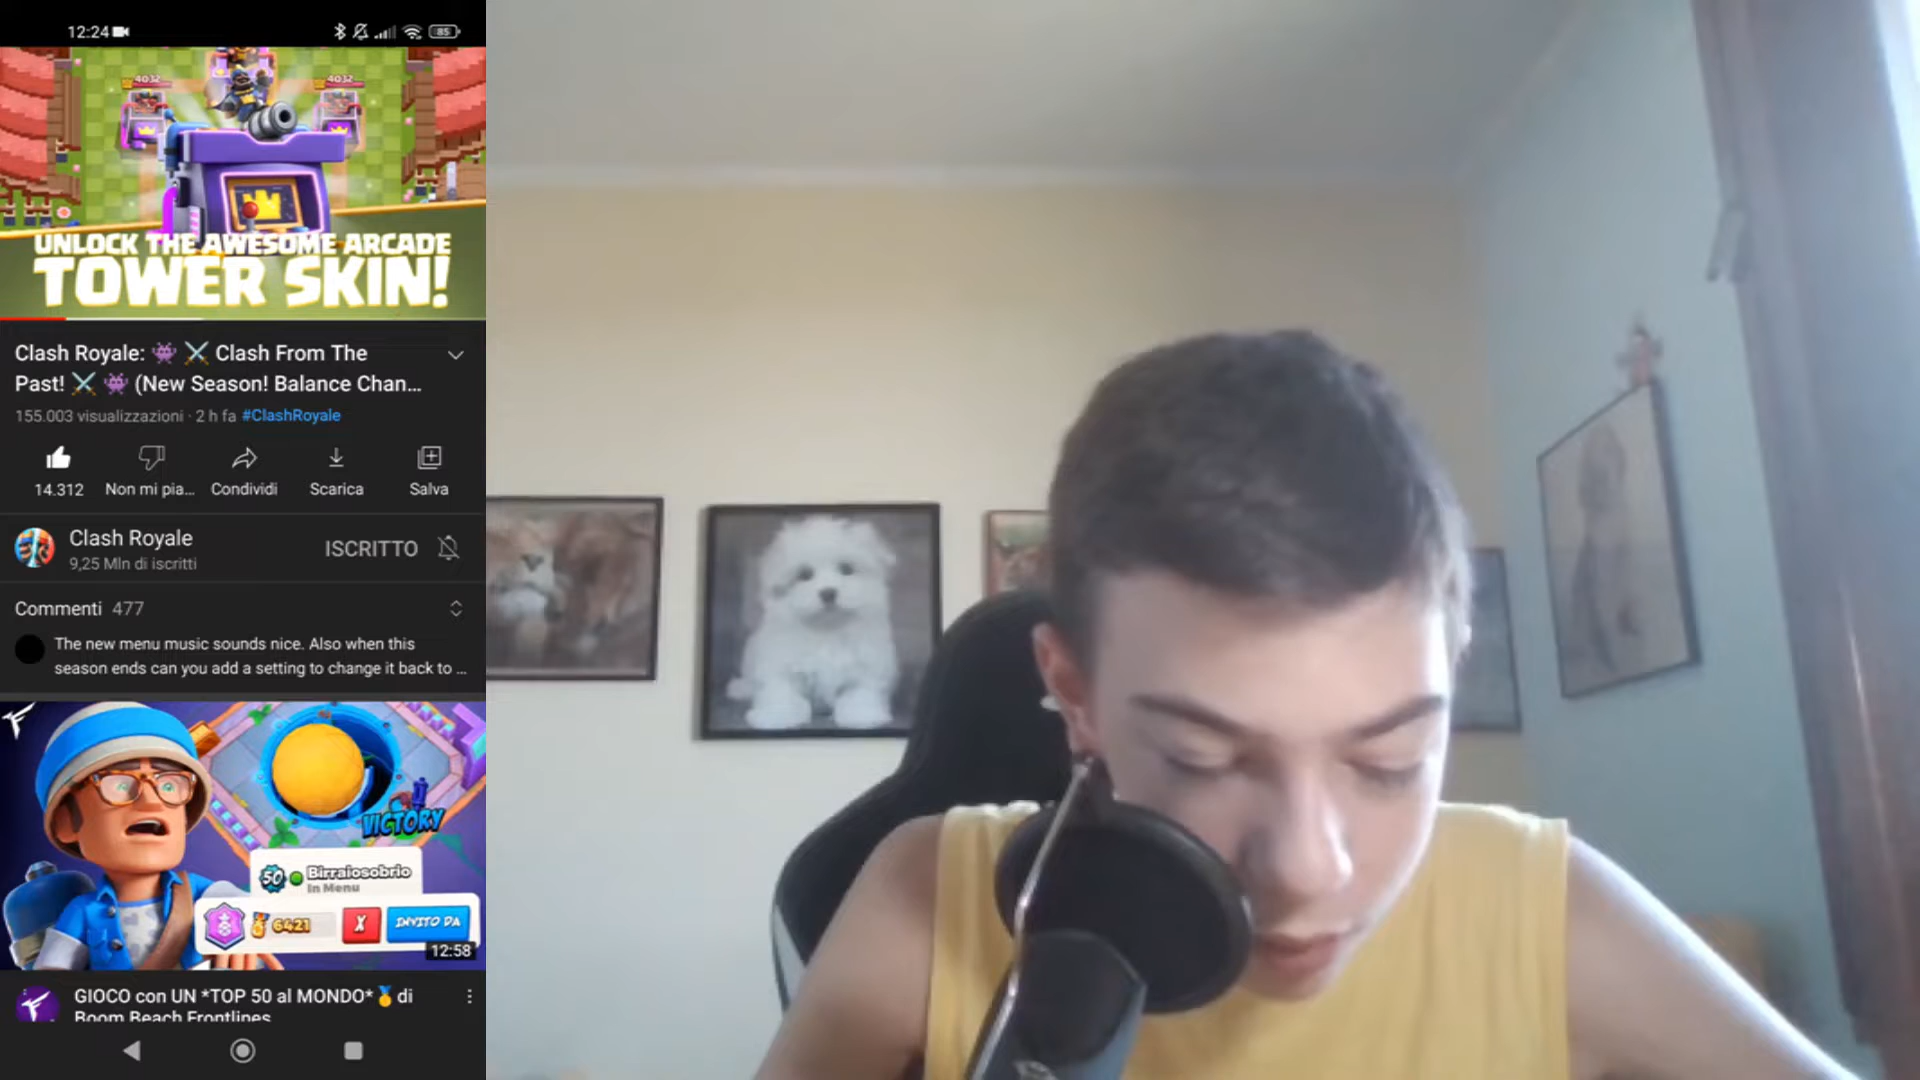 12:24
85
4032
4032
UNLOCK THE AWESOME ARCADE
TOWER SKIN!
Clash Royale: 👾 ⚔️ Clash From The
Past! ⚔️ 👾 (New Season! Balance Chan...
155.003 visualizzazioni · 2 h fa #ClashRoyale
14.312
Non mi pia...
Condividi
Scarica
Salva
Clash Royale
9,25 Mln di iscritti
ISCRITTO
Commenti 477
The new menu music sounds nice. Also when this
season ends can you add a setting to change it back to ...
VICTORY
50 Birraiosobrio
In Menu
6421
X
INVITO DA
12:58
GIOCO con UN *TOP 50 al MONDO*🏅di
Boom Beach Frontlines